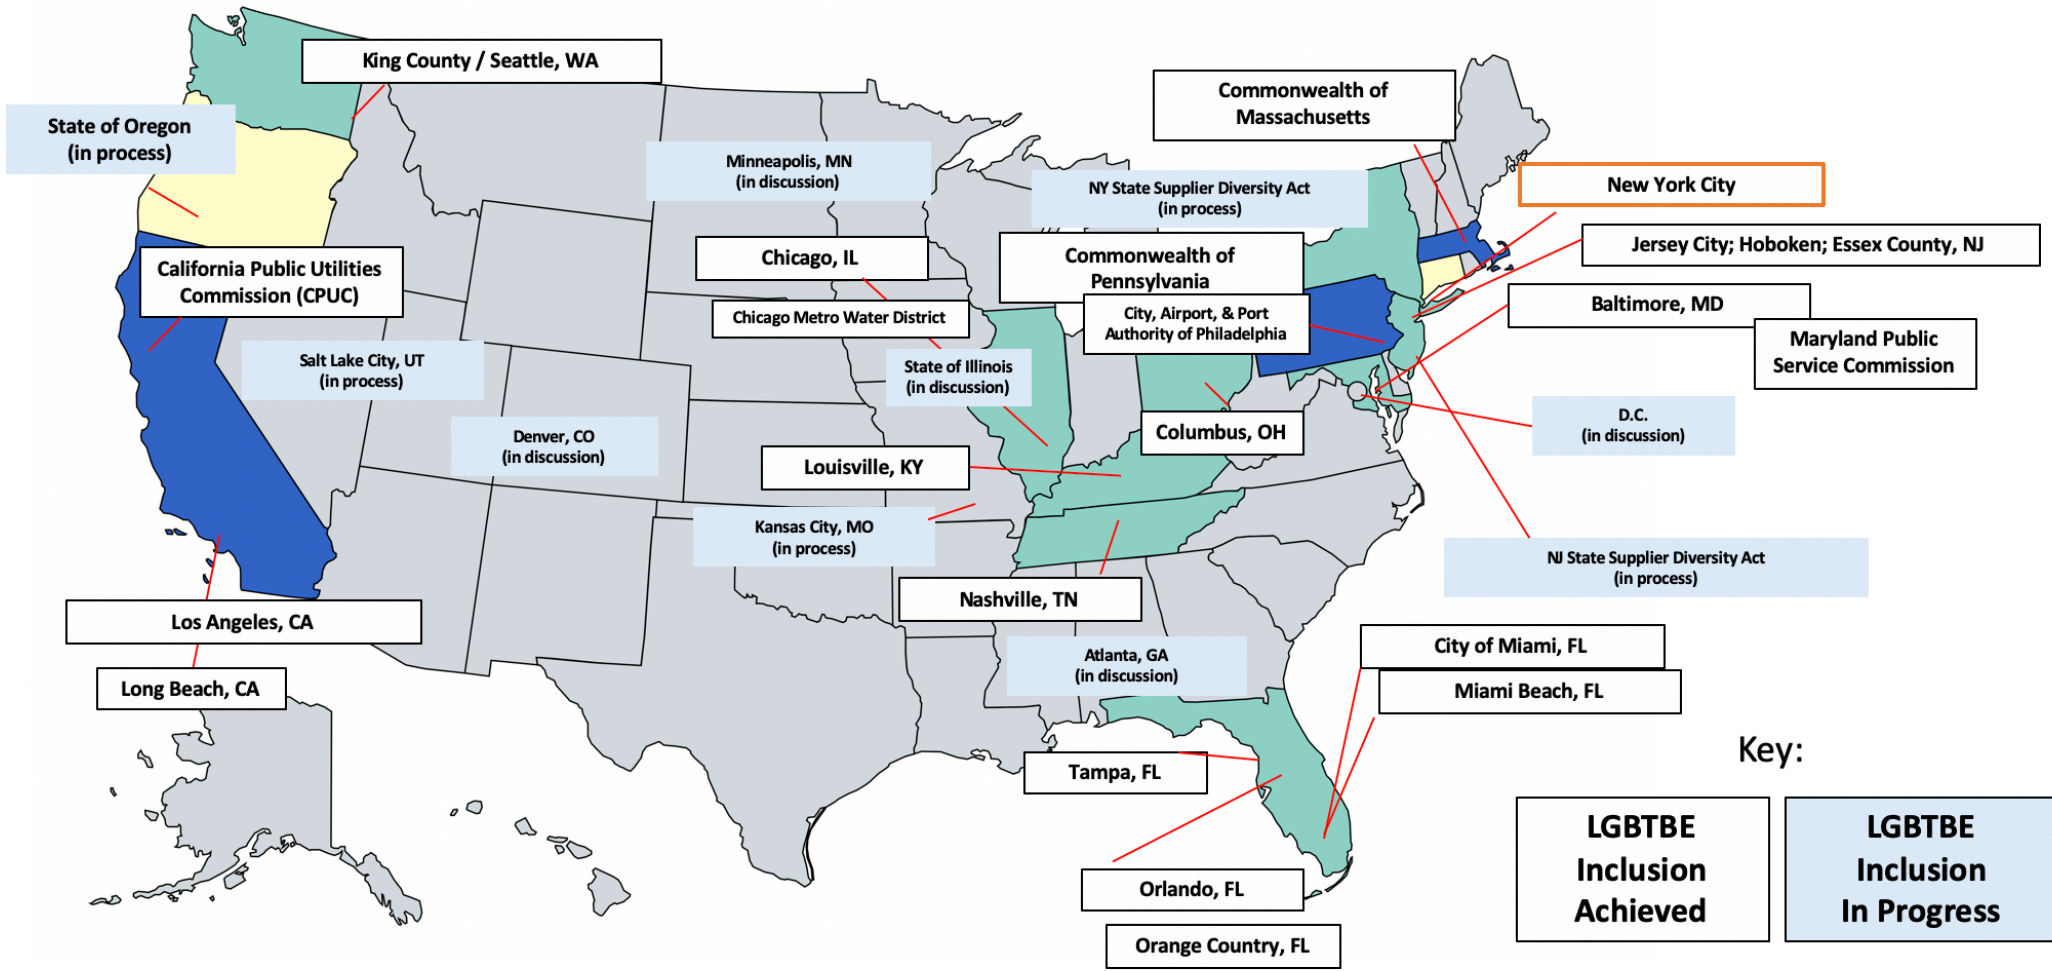 King County / Seattle, WA
State of Oregon
(in process)
Commonwealth of
Massachusetts
Minneapolis, MN
(in discussion)
NY State Supplier Diversity Act
(in process)
New York City
Jersey City; Hoboken; Essex County, NJ
California Public Utilities
Commission (CPUC)
Chicago, IL
Commonwealth of
Pennsylvania
Chicago Metro Water District
City, Airport, & Port
Authority of Philadelphia
Baltimore, MD
Maryland Public
Service Commission
Salt Lake City, UT
(in process)
State of Illinois
(in discussion)
D.C.
(in discussion)
Denver, CO
(in discussion)
Columbus, OH
Louisville, KY
Kansas City, MO
(in process)
NJ State Supplier Diversity Act
(in process)
Nashville, TN
Los Angeles, CA
Long Beach, CA
Atlanta, GA
(in discussion)
City of Miami, FL
Miami Beach, FL
Tampa, FL
Orlando, FL
Orange Country, FL
Key:
LGBTBE
Inclusion
Achieved
LGBTBE
Inclusion
In Progress